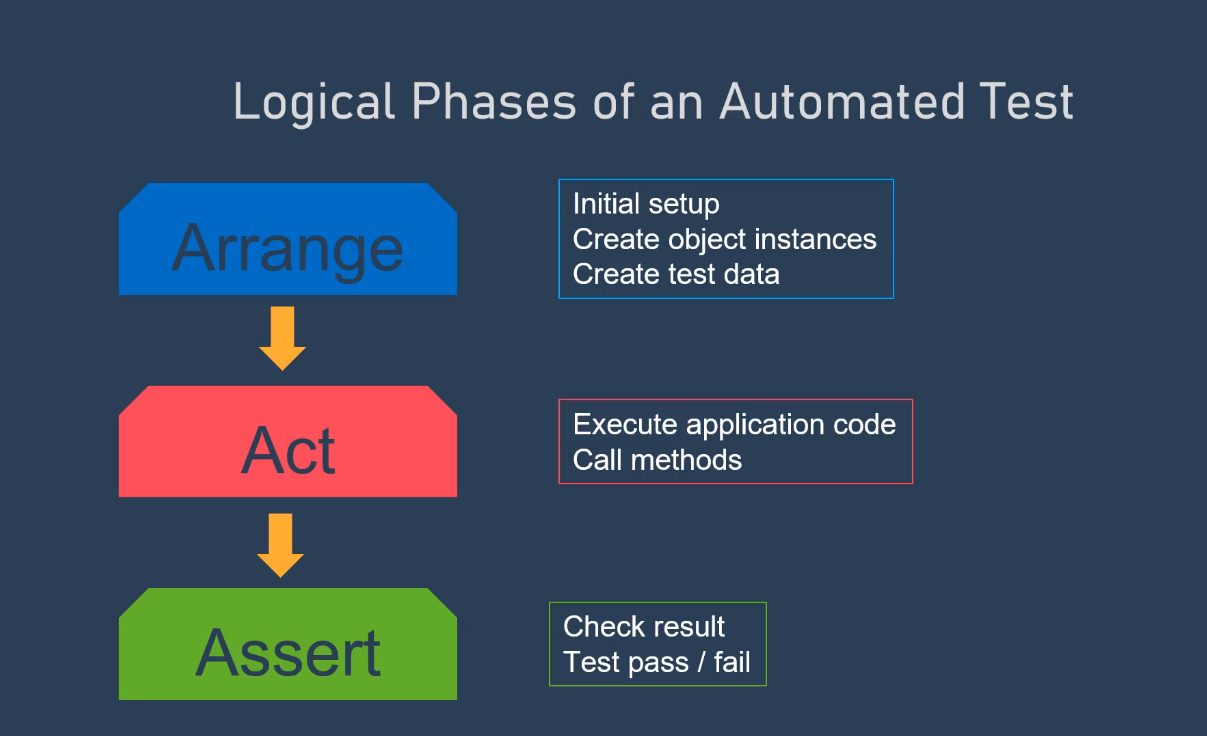 Logical Phases of an Automated Test
Arrange
Initial setup
Create object instances
Create test data
Act
Execute application code
Call methods
Assert
Check result
Test pass / fail